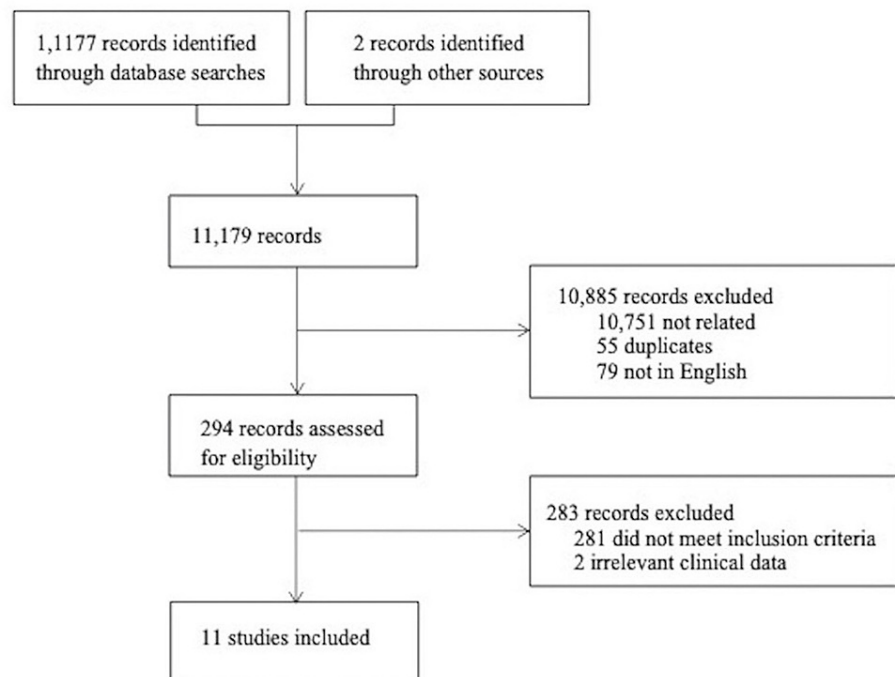 1,1177 records identified
through database searches
2 records identified
through other sources
11,179 records
10,885 records excluded
10,751 not related
55 duplicates
79 not in English
294 records assessed
for eligibility
283 records excluded
281 did not meet inclusion criteria
2 irrelevant clinical data
11 studies included